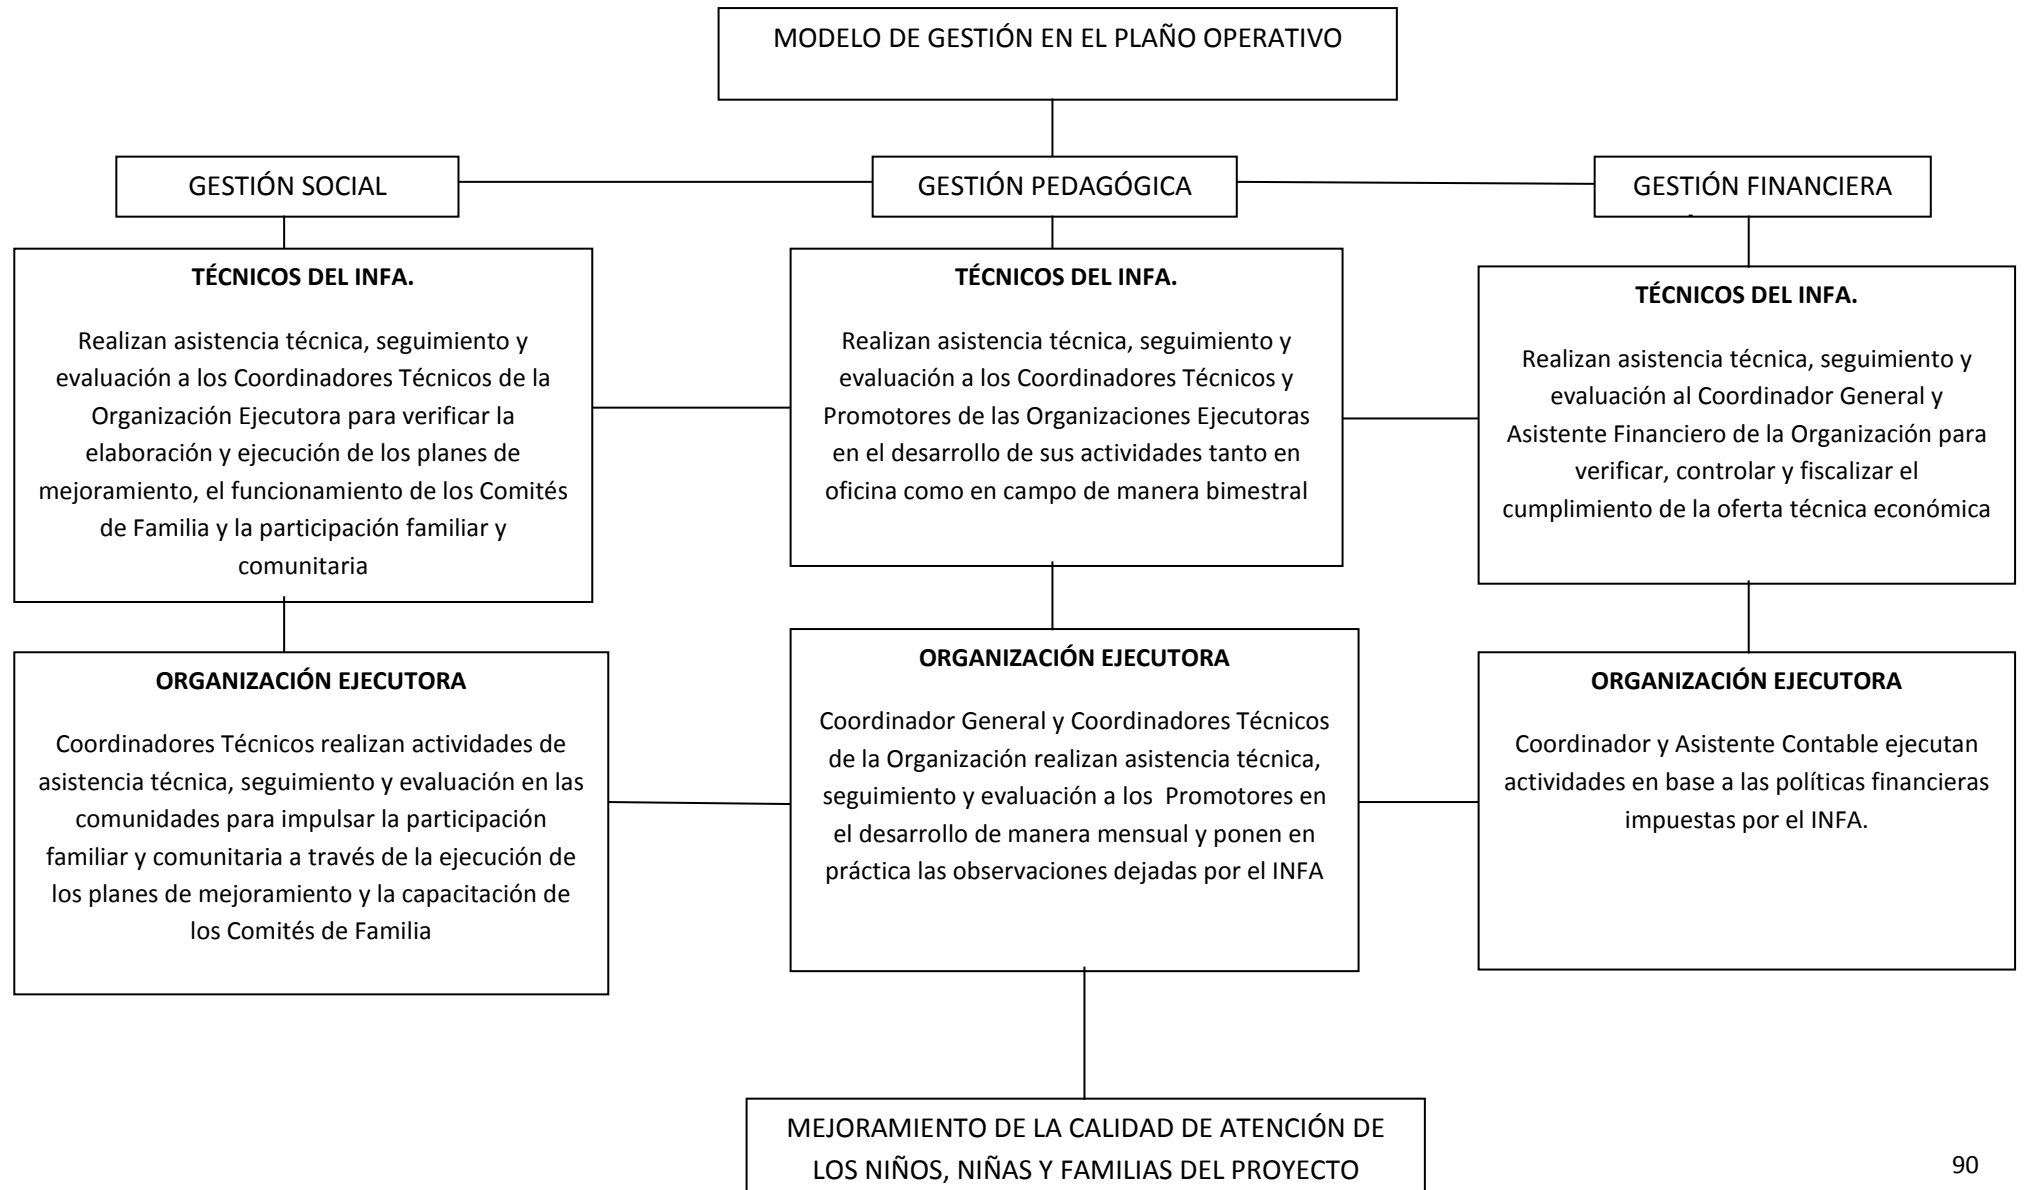 MODELO DE GESTIÓN EN EL PLAÑO OPERATIVO
GESTIÓN SOCIAL
GESTIÓN PEDAGÓGICA
GESTIÓN FINANCIERA
TÉCNICOS DEL INFA.
Realizan asistencia técnica, seguimiento y
evaluación a los Coordinadores Técnicos de la
Organización Ejecutora para verificar la
elaboración y ejecución de los planes de
mejoramiento, el funcionamiento de los Comités
de Familia y la participación familiar y
comunitaria
TÉCNICOS DEL INFA.
Realizan asistencia técnica, seguimiento y
evaluación a los Coordinadores Técnicos y
Promotores de las Organizaciones Ejecutoras
en el desarrollo de sus actividades tanto en
oficina como en campo de manera bimestral
TÉCNICOS DEL INFA.
Realizan asistencia técnica, seguimiento y
evaluación al Coordinador General y
Asistente Financiero de la Organización para
verificar, controlar y fiscalizar el
cumplimiento de la oferta técnica económica
ORGANIZACIÓN EJECUTORA
Coordinadores Técnicos realizan actividades de
asistencia técnica, seguimiento y evaluación en las
comunidades para impulsar la participación
familiar y comunitaria a través de la ejecución de
los planes de mejoramiento y la capacitación de
los Comités de Familia
ORGANIZACIÓN EJECUTORA
Coordinador General y Coordinadores Técnicos
de la Organización realizan asistencia técnica,
seguimiento y evaluación a los  Promotores en
el desarrollo de manera mensual y ponen en
práctica las observaciones dejadas por el INFA
ORGANIZACIÓN EJECUTORA
Coordinador y Asistente Contable ejecutan
actividades en base a las políticas financieras
impuestas por el INFA.
MEJORAMIENTO DE LA CALIDAD DE ATENCIÓN DE
LOS NIÑOS, NIÑAS Y FAMILIAS DEL PROYECTO
90